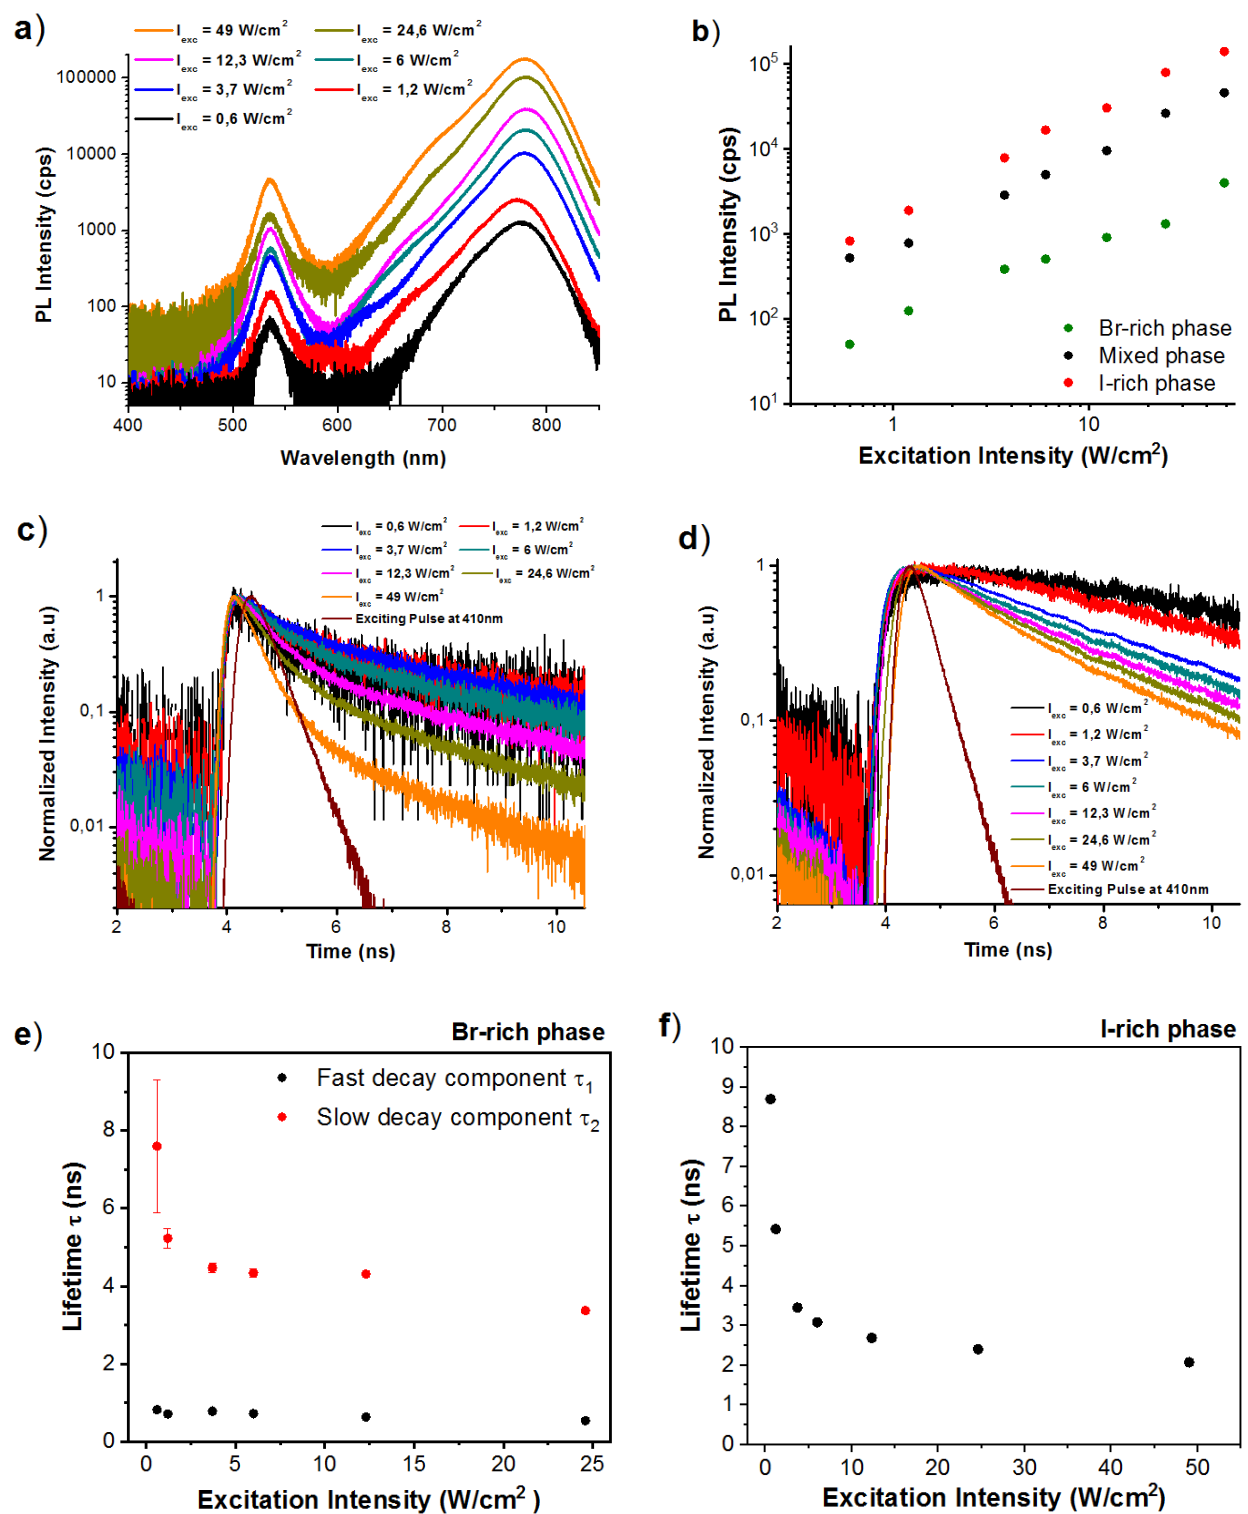 a)
I_exc = 49 W/cm²
I_exc = 24,6 W/cm²
I_exc = 12,3 W/cm²
I_exc = 6 W/cm²
I_exc = 3,7 W/cm²
I_exc = 1,2 W/cm²
I_exc = 0,6 W/cm²
100000
10000
1000
100
10
PL Intensity (cps)
400 500 600 700 800
Wavelength (nm)
b)
10⁵
10⁴
10³
10²
10¹
PL Intensity (cps)
Br-rich phase
Mixed phase
I-rich phase
1 10
Excitation Intensity (W/cm²)
c)
I_exc = 0,6 W/cm²
I_exc = 1,2 W/cm²
I_exc = 3,7 W/cm²
I_exc = 6 W/cm²
I_exc = 12,3 W/cm²
I_exc = 24,6 W/cm²
I_exc = 49 W/cm²
Exciting Pulse at 410nm
1
0,1
0,01
Normalized Intensity (a.u)
2 4 6 8 10
Time (ns)
d)
1
0,1
0,01
Normalized Intensity (a.u)
I_exc = 0,6 W/cm²
I_exc = 1,2 W/cm²
I_exc = 3,7 W/cm²
I_exc = 6 W/cm²
I_exc = 12,3 W/cm²
I_exc = 24,6 W/cm²
I_exc = 49 W/cm²
Exciting Pulse at 410nm
2 4 6 8 10
Time (ns)
e)
Br-rich phase
Fast decay component τ₁
Slow decay component τ₂
10
8
6
4
2
0
Lifetime τ (ns)
0 5 10 15 20 25
Excitation Intensity (W/cm² )
f)
I-rich phase
10
9
8
7
6
5
4
3
2
1
0
Lifetime τ (ns)
0 10 20 30 40 50
Excitation Intensity (W/cm²)